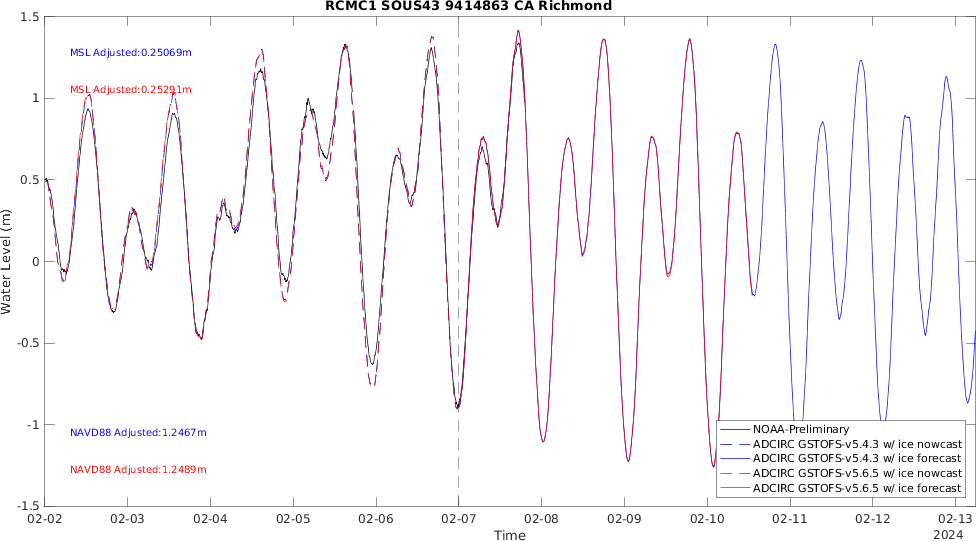 RCMC1 SOUS43 9414863 CA Richmond
1.5
MSL Adjusted:0.25069m
MSL Adjusted:0.25291m
1
0.5
Water Level (m)
0
-0.5
-1
NAVD88 Adjusted:1.2467m
NAVD88 Adjusted:1.2489m
-1.5
NOAA-Preliminary
ADCIRC GSTOFS-v5.4.3 w/ ice nowcast
ADCIRC GSTOFS-v5.4.3 w/ ice forecast
ADCIRC GSTOFS-v5.6.5 w/ ice nowcast
ADCIRC GSTOFS-v5.6.5 w/ ice forecast
02-02 02-03 02-04 02-05 02-06 02-07 02-08 02-09 02-10 02-11 02-12 02-13
Time
2024